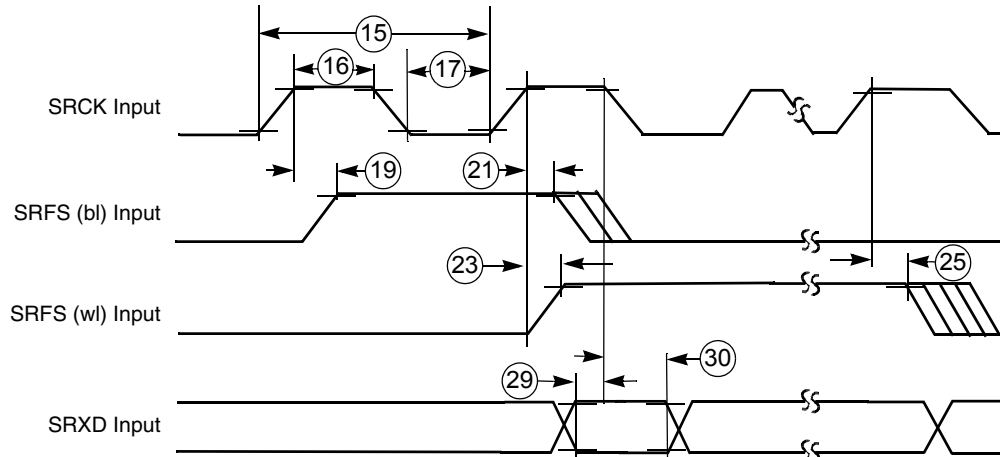 15
16
17
SRCK Input
19
21
SRFS (bl) Input
23
25
SRFS (wl) Input
30
29
SRXD Input